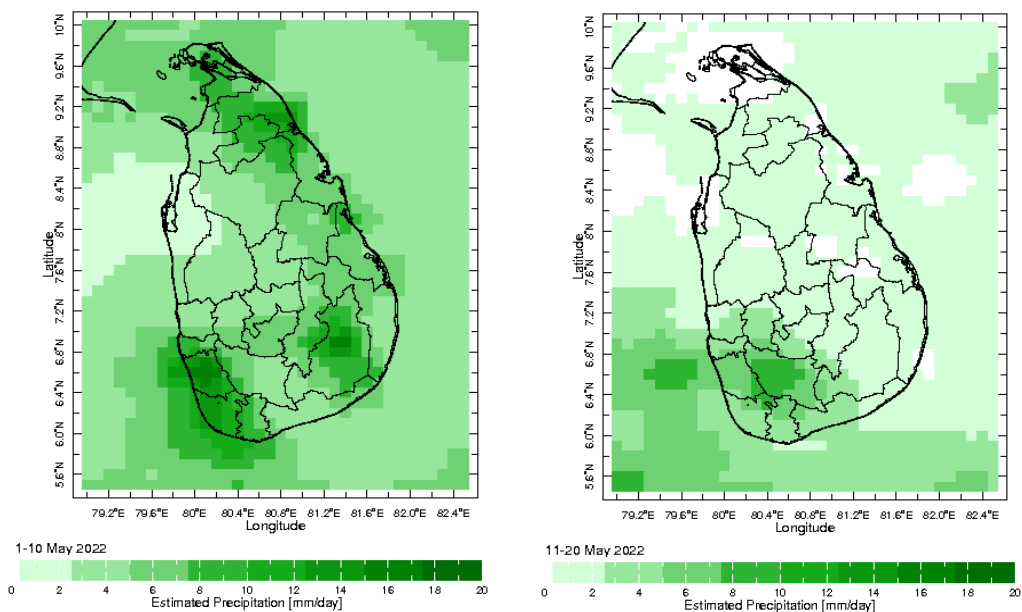 10°N
9.6°N
9.2°N
8.8°N
8.4°N
8°N
7.6°N
7.2°N
6.8°N
6.4°N
6.0°N
5.6°N
Latitude
79.2°E 79.6°E 80°E 80.4°E 80.8°E 81.2°E 81.6°E 82.0°E 82.4°E
Longitude
1-10 May 2022
0 2 4 6 8 10 12 14 16 18 20
Estimated Precipitation [mm/day]
10°N
9.6°N
9.2°N
8.8°N
8.4°N
8°N
7.6°N
7.2°N
6.8°N
6.4°N
6.0°N
5.6°N
Latitude
79.2°E 79.6°E 80°E 80.4°E 80.8°E 81.2°E 81.6°E 82.0°E 82.4°E
Longitude
11-20 May 2022
0 2 4 6 8 10 12 14 16 18 20
Estimated Precipitation [mm/day]